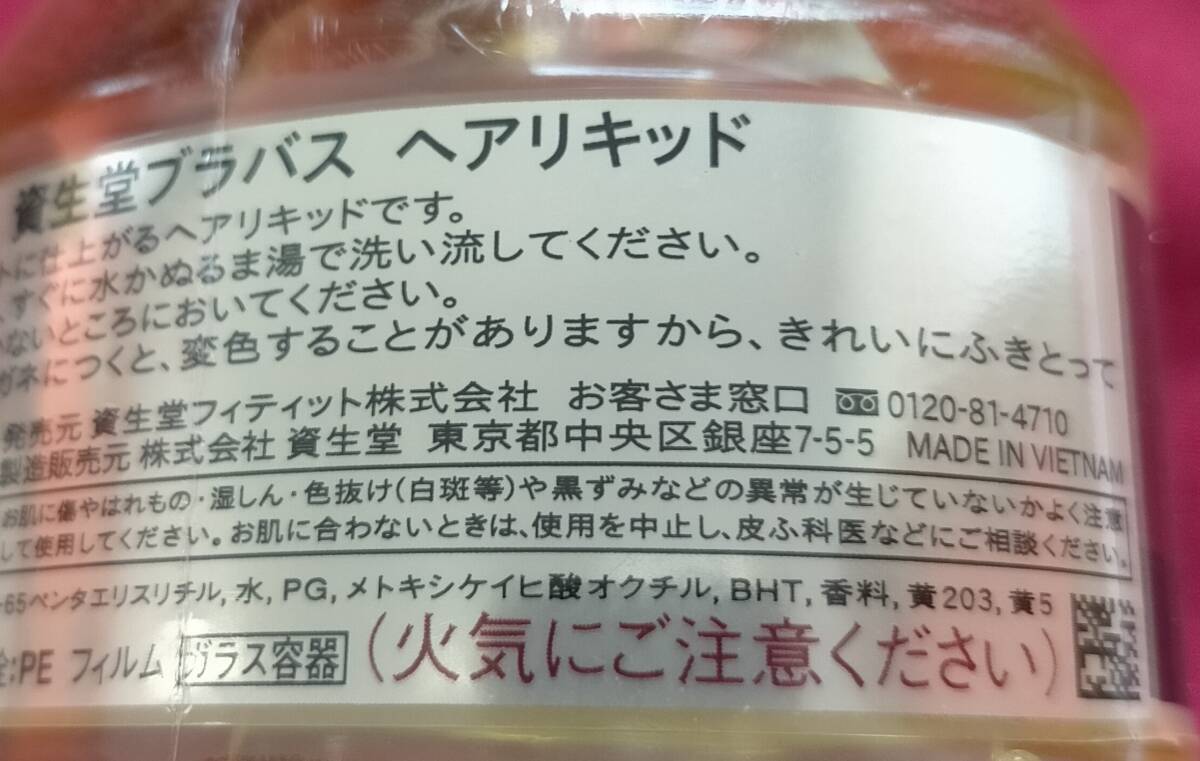 資生堂ブラバス ヘアリキッド
に仕上がるヘアリキッドです。
、すぐに水かぬるま湯で洗い流してください。
ないところにおいてください。
ガネにつくと、変色することがありますから、きれいにふきとって
発売元 資生堂フィティット株式会社 お客さま窓口 0120-81-4710
製造販売元 株式会社 資生堂 東京都中央区銀座7-5-5 MADE IN VIETNAM
お肌に傷やはれもの・湿しん・色抜け(白斑等)や黒ずみなどの異常が生じていないかよく注意
して使用してください。お肌に合わないときは、使用を中止し、皮ふ科医などにご相談ください。
-65ペンタエリスリチル, 水, PG, メトキシケイヒ酸オクチル, BHT, 香料, 黄203, 黄5
:PE フィルム ガラス容器 (火気にご注意ください)